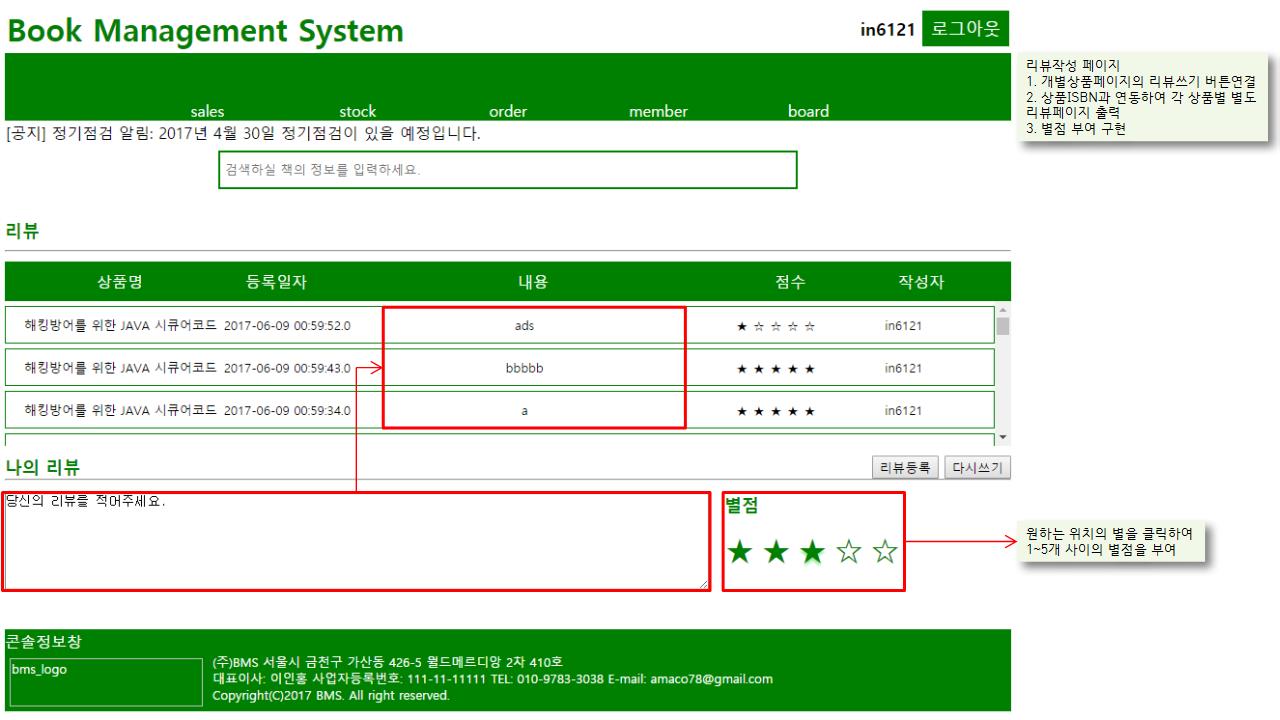 Book Management System
in6121 로그아웃
리뷰작성 페이지
1. 개별상품페이지의 리뷰쓰기 버튼연결
2. 상품ISBN과 연동하여 각 상품별 별도
리뷰페이지 출력
3. 별점 부여 구현
sales stock order member board
[공지] 정기점검 알림: 2017년 4월 30일 정기점검이 있을 예정입니다.
검색하실 책의 정보를 입력하세요.
리뷰
상품명 등록일자 내용 점수 작성자
해킹방어를 위한 JAVA 시큐어코드 2017-06-09 00:59:52.0 ads ★ ☆ ☆ ☆ ☆ in6121
해킹방어를 위한 JAVA 시큐어코드 2017-06-09 00:59:43.0 bbbbb ★ ★ ★ ★ ★ in6121
해킹방어를 위한 JAVA 시큐어코드 2017-06-09 00:59:34.0 a ★ ★ ★ ★ ★ in6121
나의 리뷰 리뷰등록 다시쓰기
당신의 리뷰를 적어주세요.
별점
★ ★ ★ ☆ ☆
원하는 위치의 별을 클릭하여
1~5개 사이의 별점을 부여
콘솔정보창
bms_logo
(주)BMS 서울시 금천구 가산동 426-5 월드메르디앙 2차 410호
대표이사: 이인홍 사업자등록번호: 111-11-11111 TEL: 010-9783-3038 E-mail: amaco78@gmail.com
Copyright(C)2017 BMS. All right reserved.